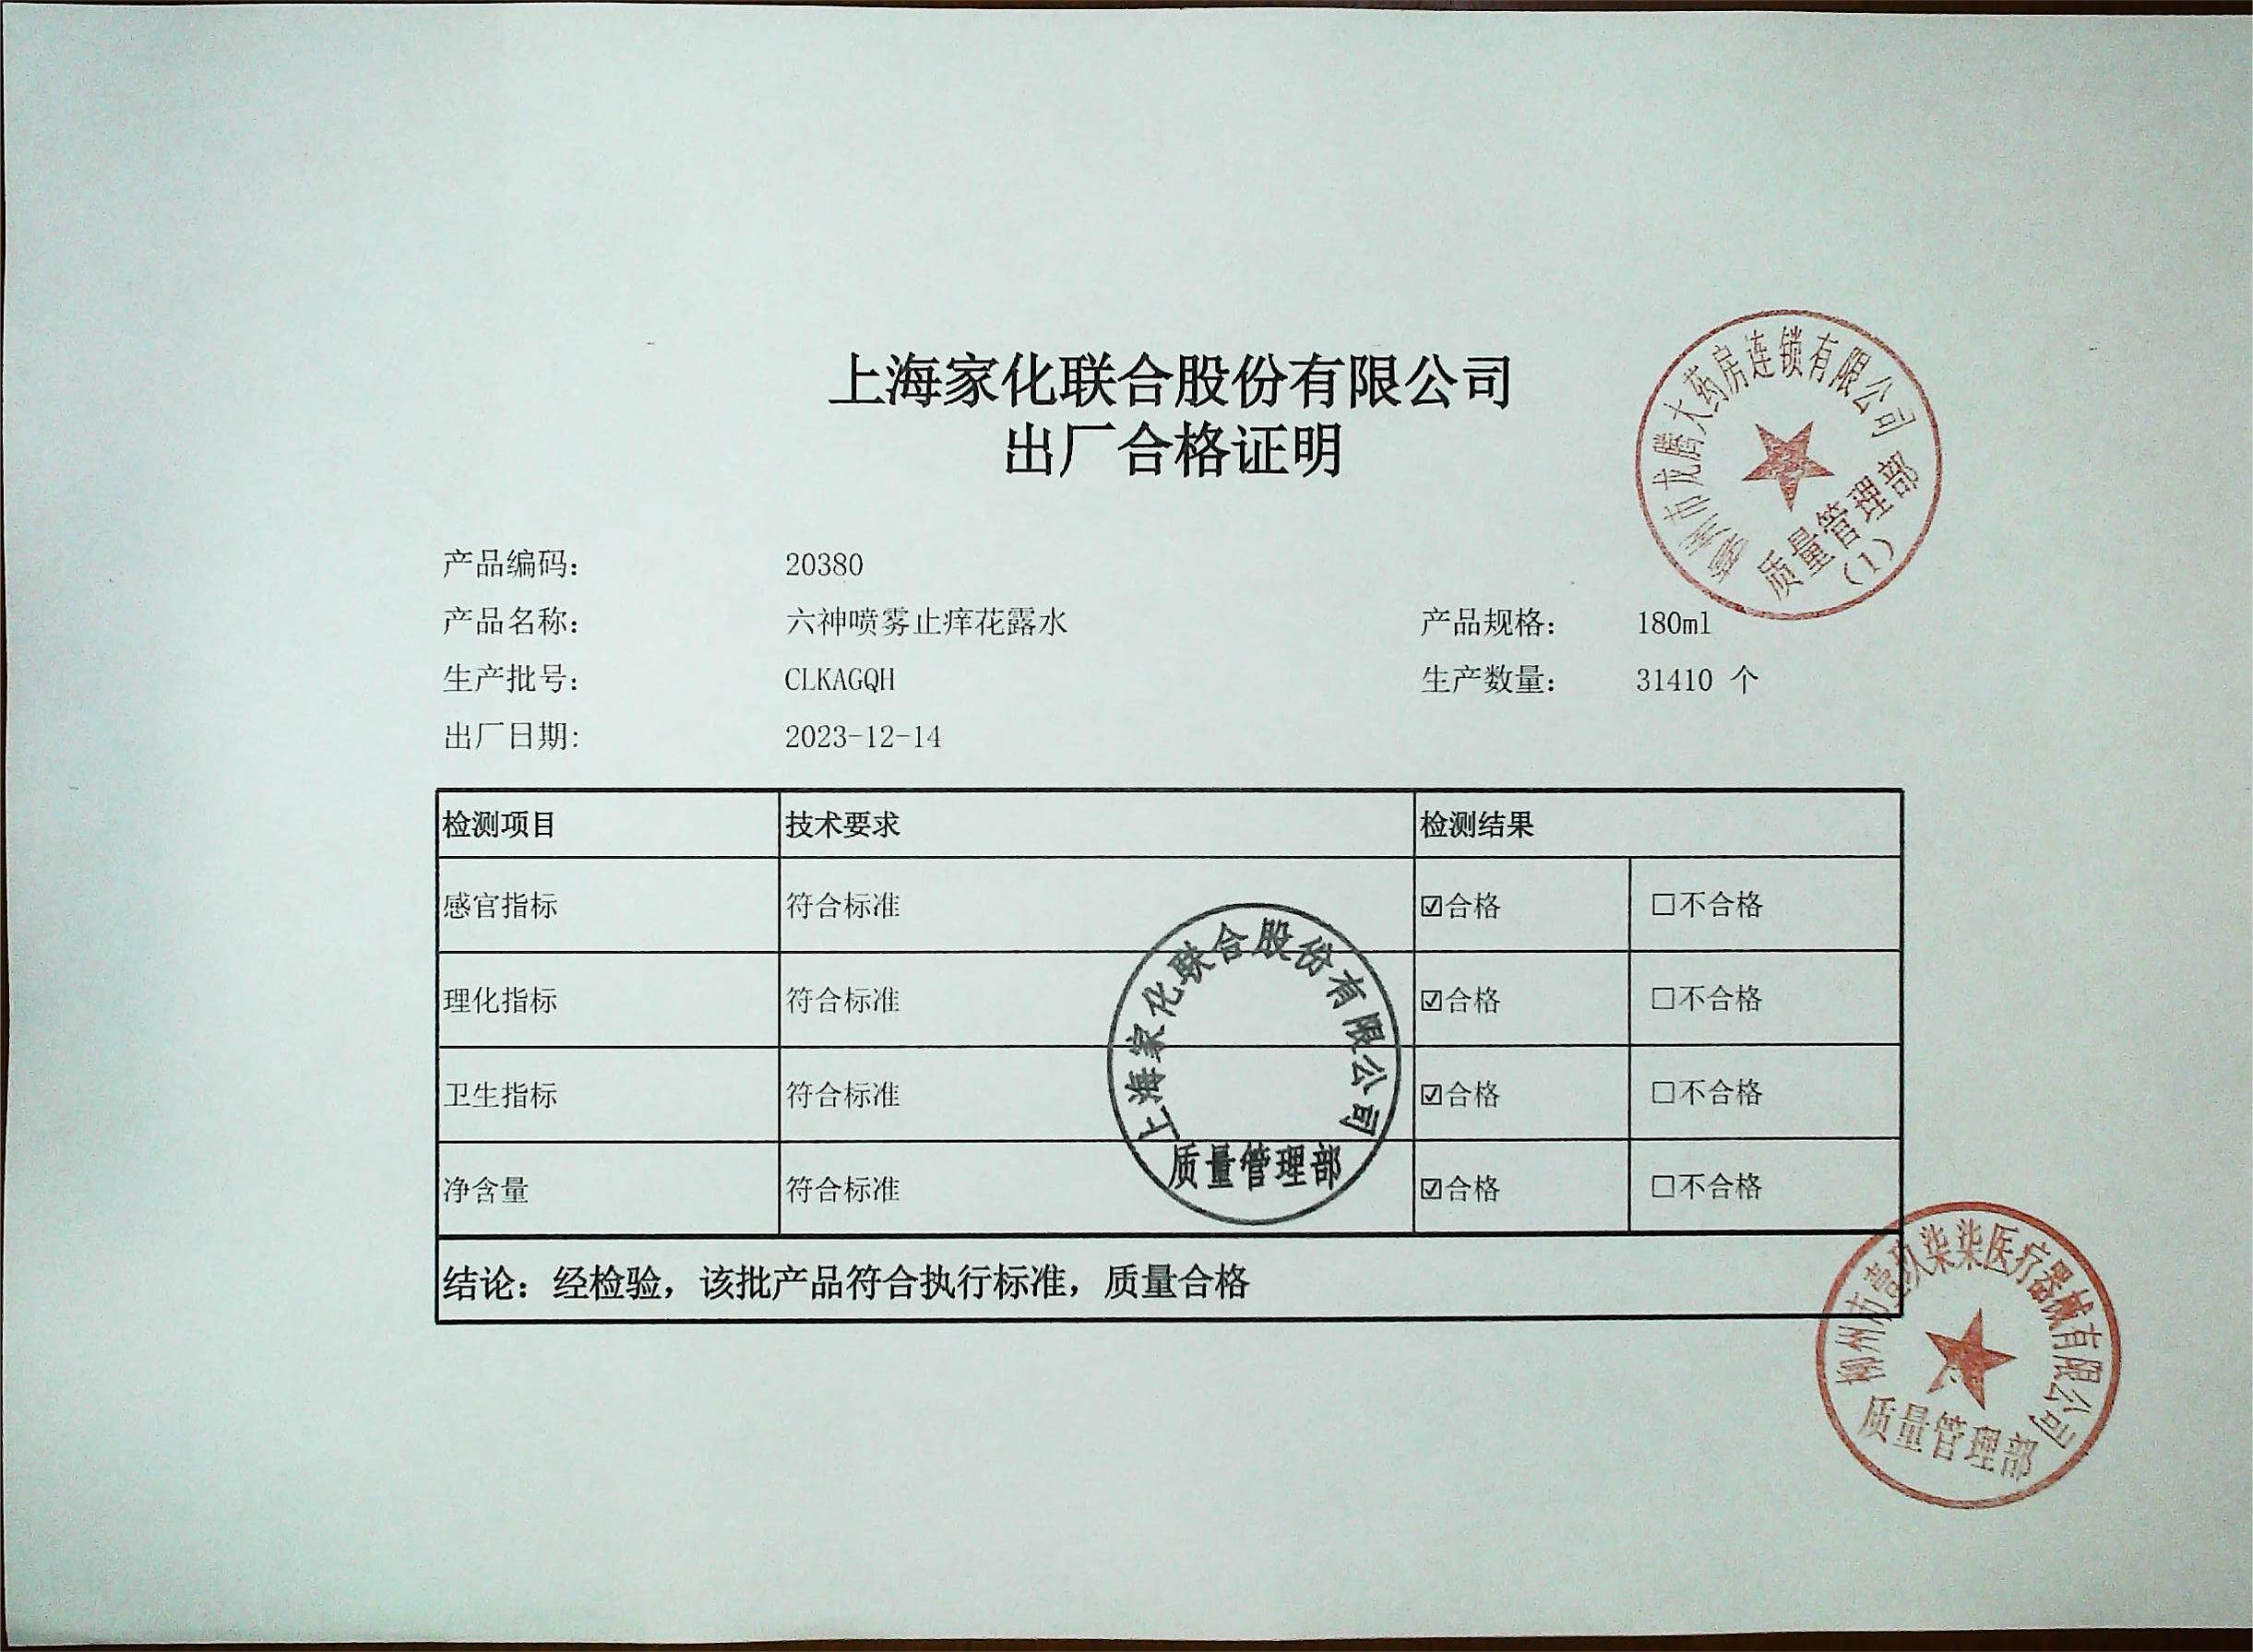 上海家化联合股份有限公司
出厂合格证明
柳州市龙腾大药房连锁有限公司
质量管理部
(1)
产品编码： 20380
产品名称： 六神喷雾止痒花露水 产品规格： 180ml
生产批号： CLKAGQH 生产数量： 31410 个
出厂日期: 2023-12-14
检测项目 技术要求 检测结果
感官指标 符合标准 ☑合格 □不合格
理化指标 符合标准 ☑合格 □不合格
卫生指标 符合标准 ☑合格 □不合格
净含量 符合标准 ☑合格 □不合格
上海家化联合股份有限公司
质量管理部
结论：经检验，该批产品符合执行标准，质量合格
柳州市喜玖柒柒医疗器械有限公司
质量管理部